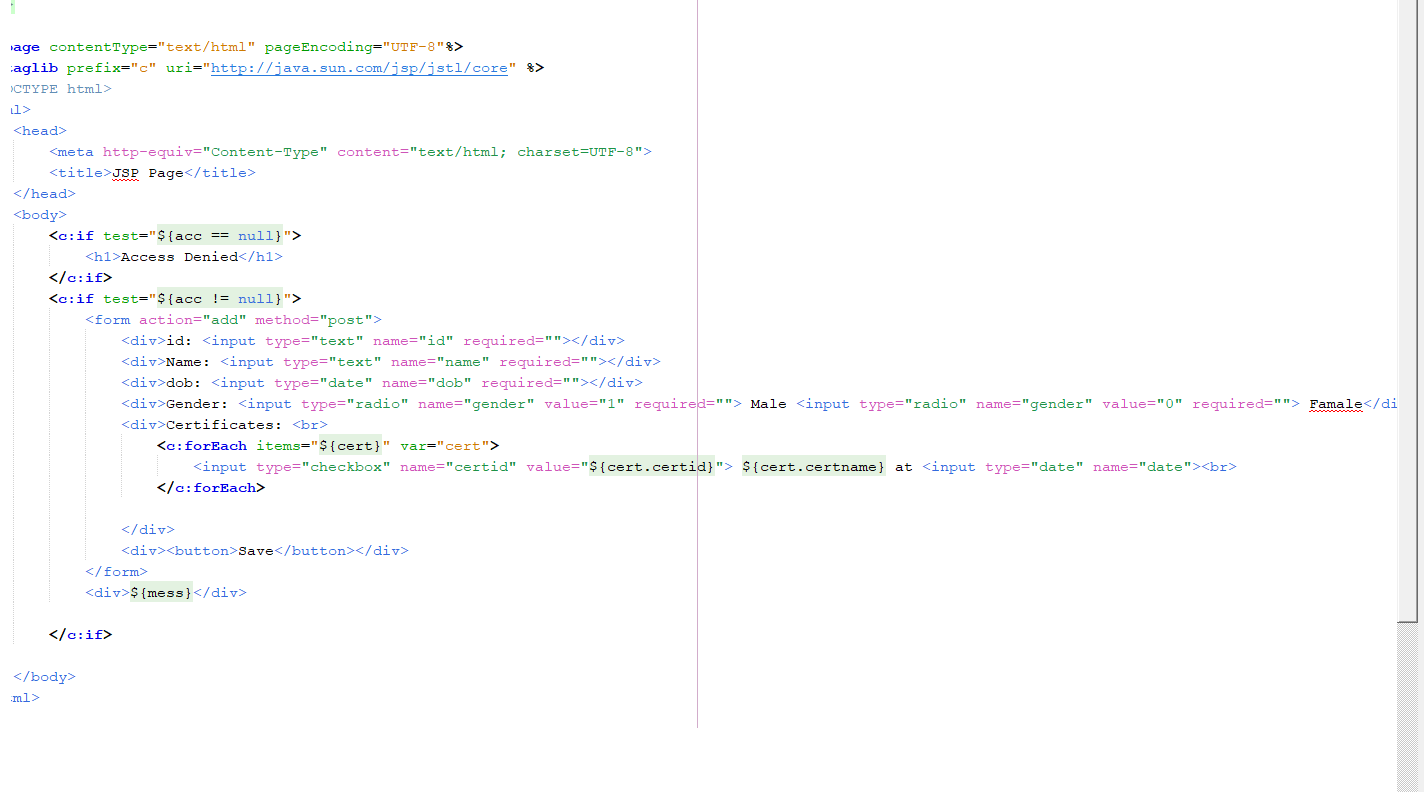 page contentType="text/html" pageEncoding="UTF-8"%>
taglib prefix="c" uri="http://java.sun.com/jsp/jstl/core" %>
OCTYPE html>
ml>
<head>
<meta http-equiv="Content-Type" content="text/html; charset=UTF-8">
<title>JSP Page</title>
</head>
<body>
<c:if test="${acc == null}">
<h1>Access Denied</h1>
</c:if>
<c:if test="${acc != null}">
<form action="add" method="post">
<div>id: <input type="text" name="id" required=""></div>
<div>Name: <input type="text" name="name" required=""></div>
<div>dob: <input type="date" name="dob" required=""></div>
<div>Gender: <input type="radio" name="gender" value="1" required=""> Male <input type="radio" name="gender" value="0" required=""> Famale</di
<div>Certificates: <br>
<c:forEach items="${cert}" var="cert">
<input type="checkbox" name="certid" value="${cert.certid}"> ${cert.certname} at <input type="date" name="date"><br>
</c:forEach>
</div>
<div><button>Save</button></div>
</form>
<div>${mess}</div>
</c:if>
</body>
ml>